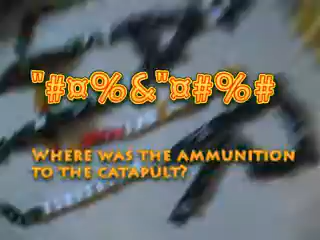 "#¤%&"¤#%#
Where was the ammunition
to the catapult?